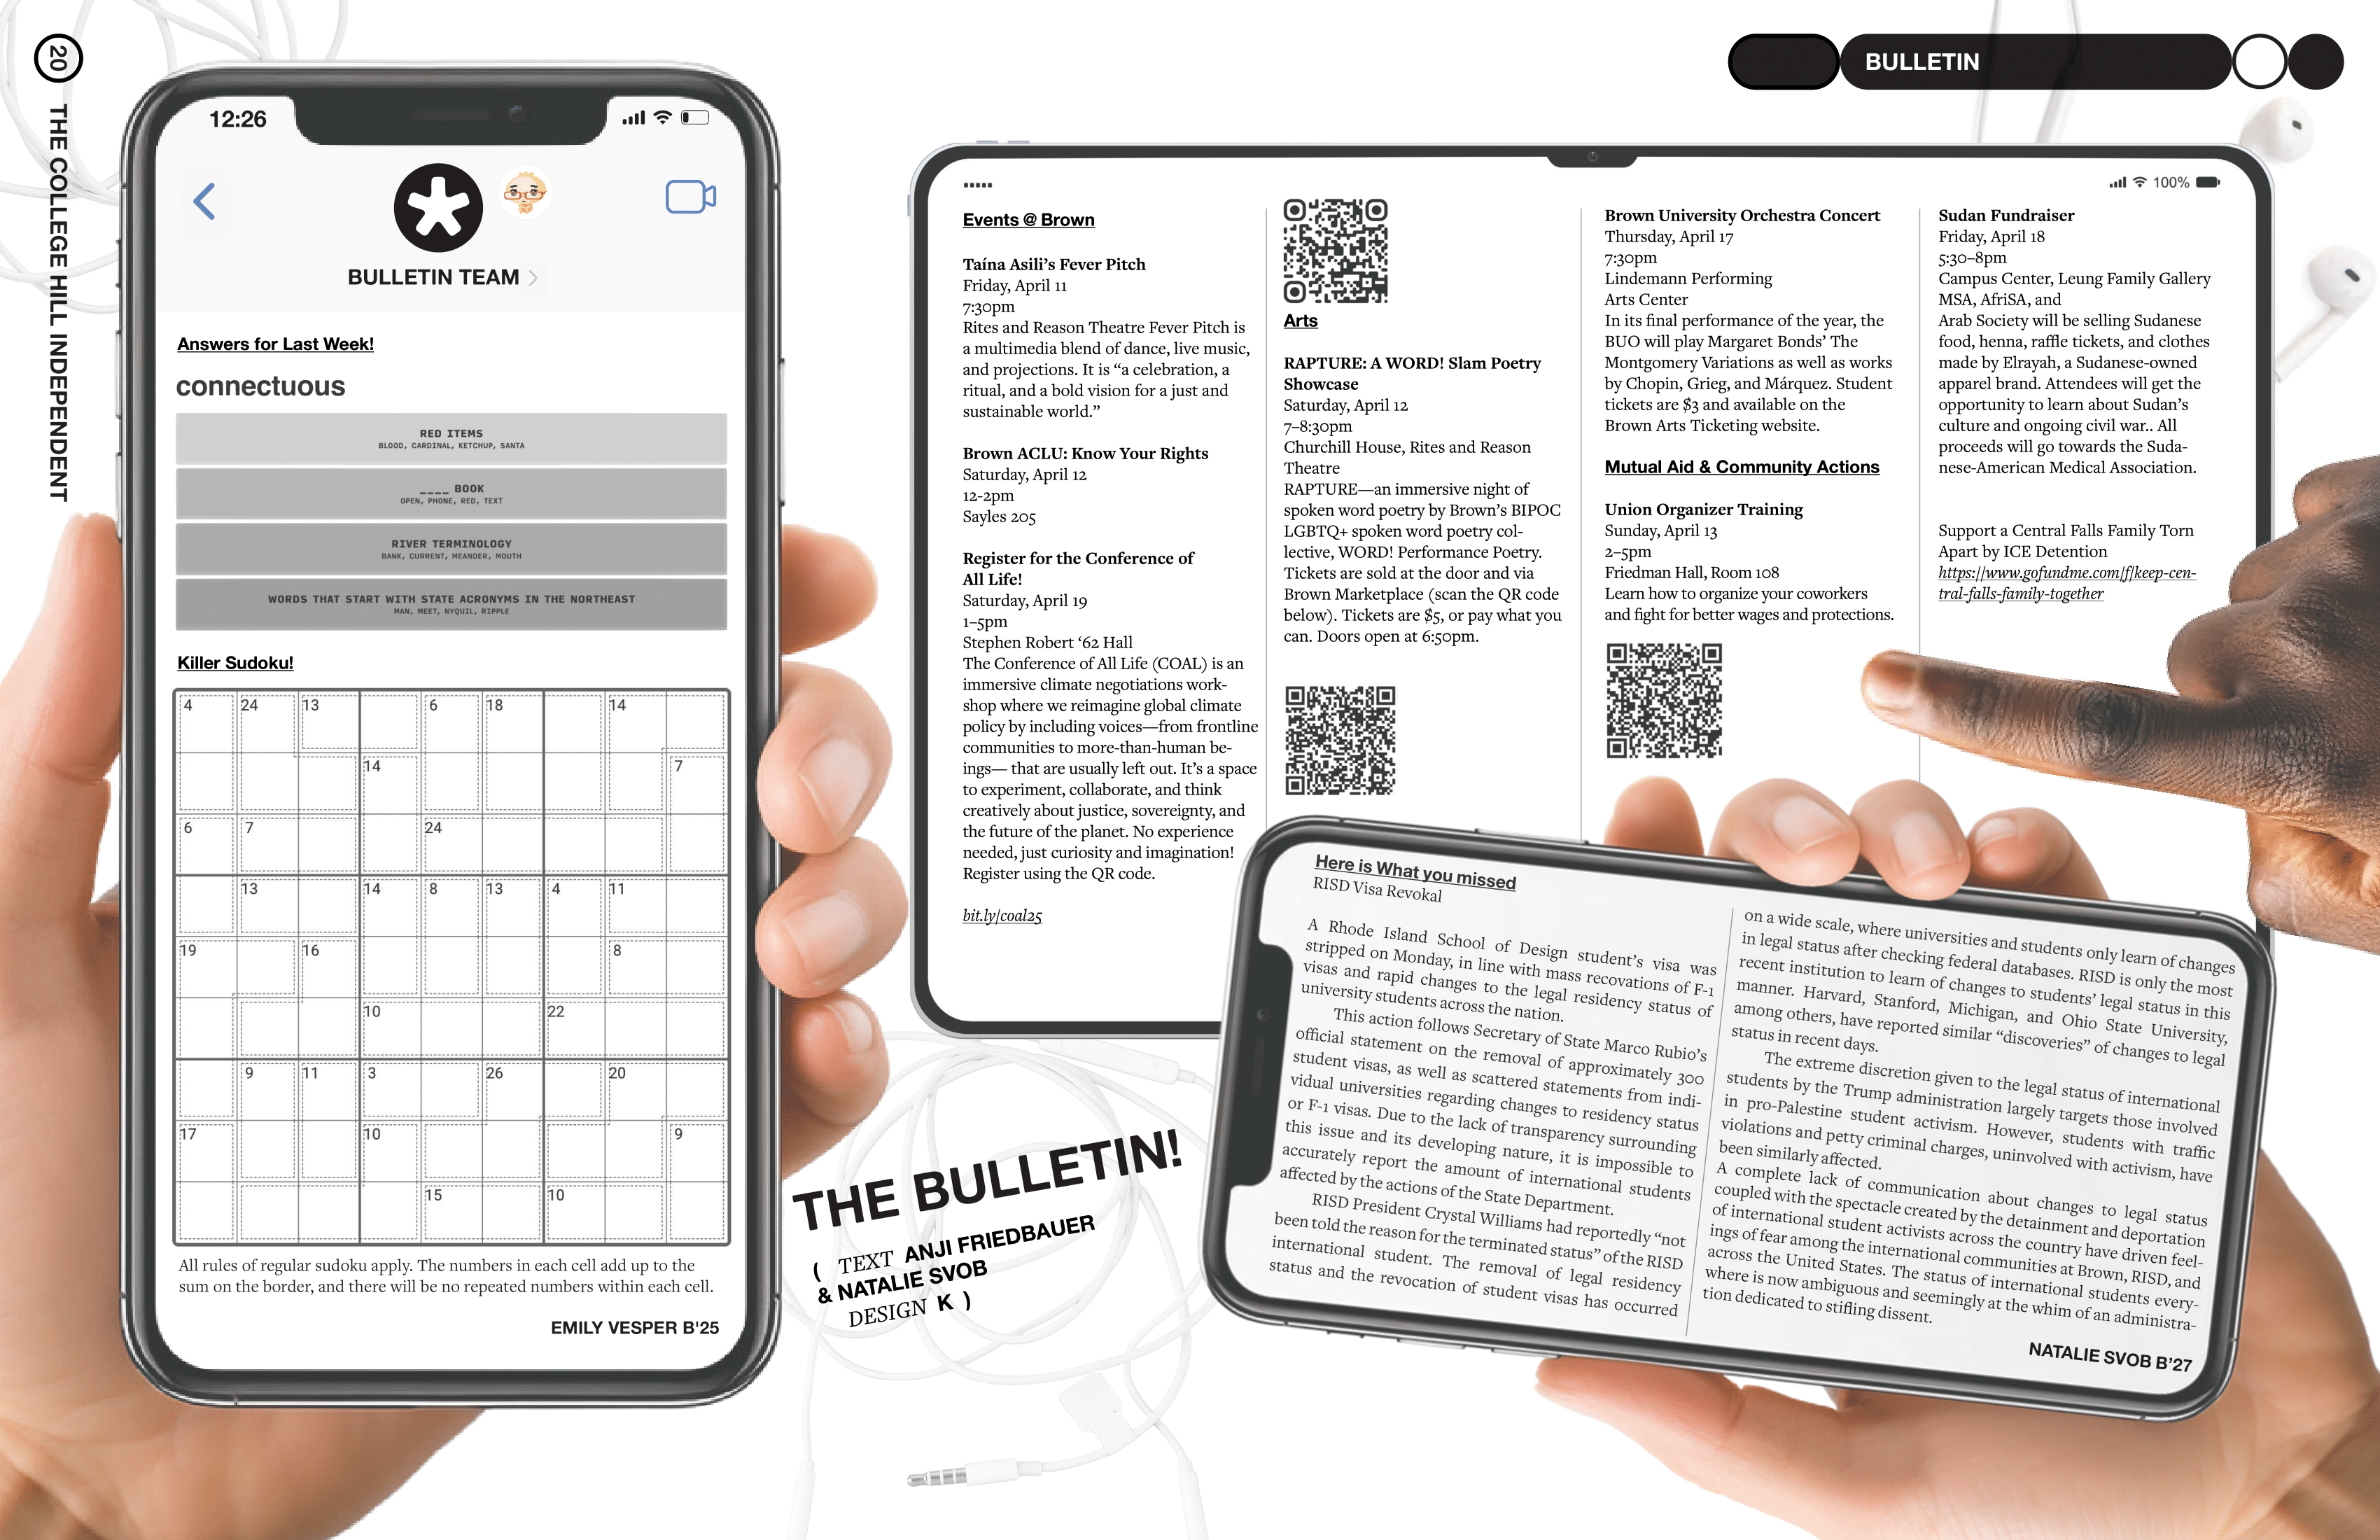 20
THE COLLEGE HILL INDEPENDENT
BULLETIN
12:26
BULLETIN TEAM
Answers for Last Week!
connectuous
RED ITEMS
BLOOD, CARDINAL, KETCHUP, SANTA
____ BOOK
OPEN, PHONE, RED, TEXT
RIVER TERMINOLOGY
BANK, CURRENT, MEANDER, MOUTH
WORDS THAT START WITH STATE ACRONYMS IN THE NORTHEAST
MAN, MEET, NYQUIL, RIPPLE
Killer Sudoku!
4 24 13 6 18 14
14 7
6 7 24
13 14 8 13 4 11
19 16 8
10 22
9 11 3 26 20
17 10 9
15 10
All rules of regular sudoku apply. The numbers in each cell add up to the
sum on the border, and there will be no repeated numbers within each cell.
EMILY VESPER B'25
100%
Events @ Brown
Taína Asili’s Fever Pitch
Friday, April 11
7:30pm
Rites and Reason Theatre Fever Pitch is
a multimedia blend of dance, live music,
and projections. It is “a celebration, a
ritual, and a bold vision for a just and
sustainable world.”
Brown ACLU: Know Your Rights
Saturday, April 12
12-2pm
Sayles 205
Register for the Conference of
All Life!
Saturday, April 19
1–5pm
Stephen Robert ‘62 Hall
The Conference of All Life (COAL) is an
immersive climate negotiations work-
shop where we reimagine global climate
policy by including voices—from frontline
communities to more-than-human be-
ings— that are usually left out. It’s a space
to experiment, collaborate, and think
creatively about justice, sovereignty, and
the future of the planet. No experience
needed, just curiosity and imagination!
Register using the QR code.
bit.ly/coal25
Arts
RAPTURE: A WORD! Slam Poetry
Showcase
Saturday, April 12
7–8:30pm
Churchill House, Rites and Reason
Theatre
RAPTURE—an immersive night of
spoken word poetry by Brown’s BIPOC
LGBTQ+ spoken word poetry col-
lective, WORD! Performance Poetry.
Tickets are sold at the door and via
Brown Marketplace (scan the QR code
below). Tickets are $5, or pay what you
can. Doors open at 6:50pm.
Brown University Orchestra Concert
Thursday, April 17
7:30pm
Lindemann Performing
Arts Center
In its final performance of the year, the
BUO will play Margaret Bonds’ The
Montgomery Variations as well as works
by Chopin, Grieg, and Márquez. Student
tickets are $3 and available on the
Brown Arts Ticketing website.
Mutual Aid & Community Actions
Union Organizer Training
Sunday, April 13
2–5pm
Friedman Hall, Room 108
Learn how to organize your coworkers
and fight for better wages and protections.
Sudan Fundraiser
Friday, April 18
5:30–8pm
Campus Center, Leung Family Gallery
MSA, AfriSA, and
Arab Society will be selling Sudanese
food, henna, raffle tickets, and clothes
made by Elrayah, a Sudanese-owned
apparel brand. Attendees will get the
opportunity to learn about Sudan’s
culture and ongoing civil war.. All
proceeds will go towards the Suda-
nese-American Medical Association.
Support a Central Falls Family Torn
Apart by ICE Detention
https://www.gofundme.com/f/keep-cen-
tral-falls-family-together
Here is What you missed
RISD Visa Revokal
A Rhode Island School of Design student’s visa was
stripped on Monday, in line with mass recovations of F-1
visas and rapid changes to the legal residency status of
university students across the nation.
This action follows Secretary of State Marco Rubio’s
official statement on the removal of approximately 300
student visas, as well as scattered statements from indi-
vidual universities regarding changes to residency status
or F-1 visas. Due to the lack of transparency surrounding
this issue and its developing nature, it is impossible to
accurately report the amount of international students
affected by the actions of the State Department.
RISD President Crystal Williams had reportedly “not
been told the reason for the terminated status” of the RISD
international student. The removal of legal residency
status and the revocation of student visas has occurred
on a wide scale, where universities and students only learn of changes
in legal status after checking federal databases. RISD is only the most
recent institution to learn of changes to students’ legal status in this
manner. Harvard, Stanford, Michigan, and Ohio State University,
among others, have reported similar “discoveries” of changes to legal
status in recent days.
The extreme discretion given to the legal status of international
students by the Trump administration largely targets those involved
in pro-Palestine student activism. However, students with traffic
violations and petty criminal charges, uninvolved with activism, have
been similarly affected.
A complete lack of communication about changes to legal status
coupled with the spectacle created by the detainment and deportation
of international student activists across the country have driven feel-
ings of fear among the international communities at Brown, RISD, and
across the United States. The status of international students every-
where is now ambiguous and seemingly at the whim of an administra-
tion dedicated to stifling dissent.
NATALIE SVOB B’27
THE BULLETIN!
( TEXT ANJI FRIEDBAUER
& NATALIE SVOB
DESIGN K )